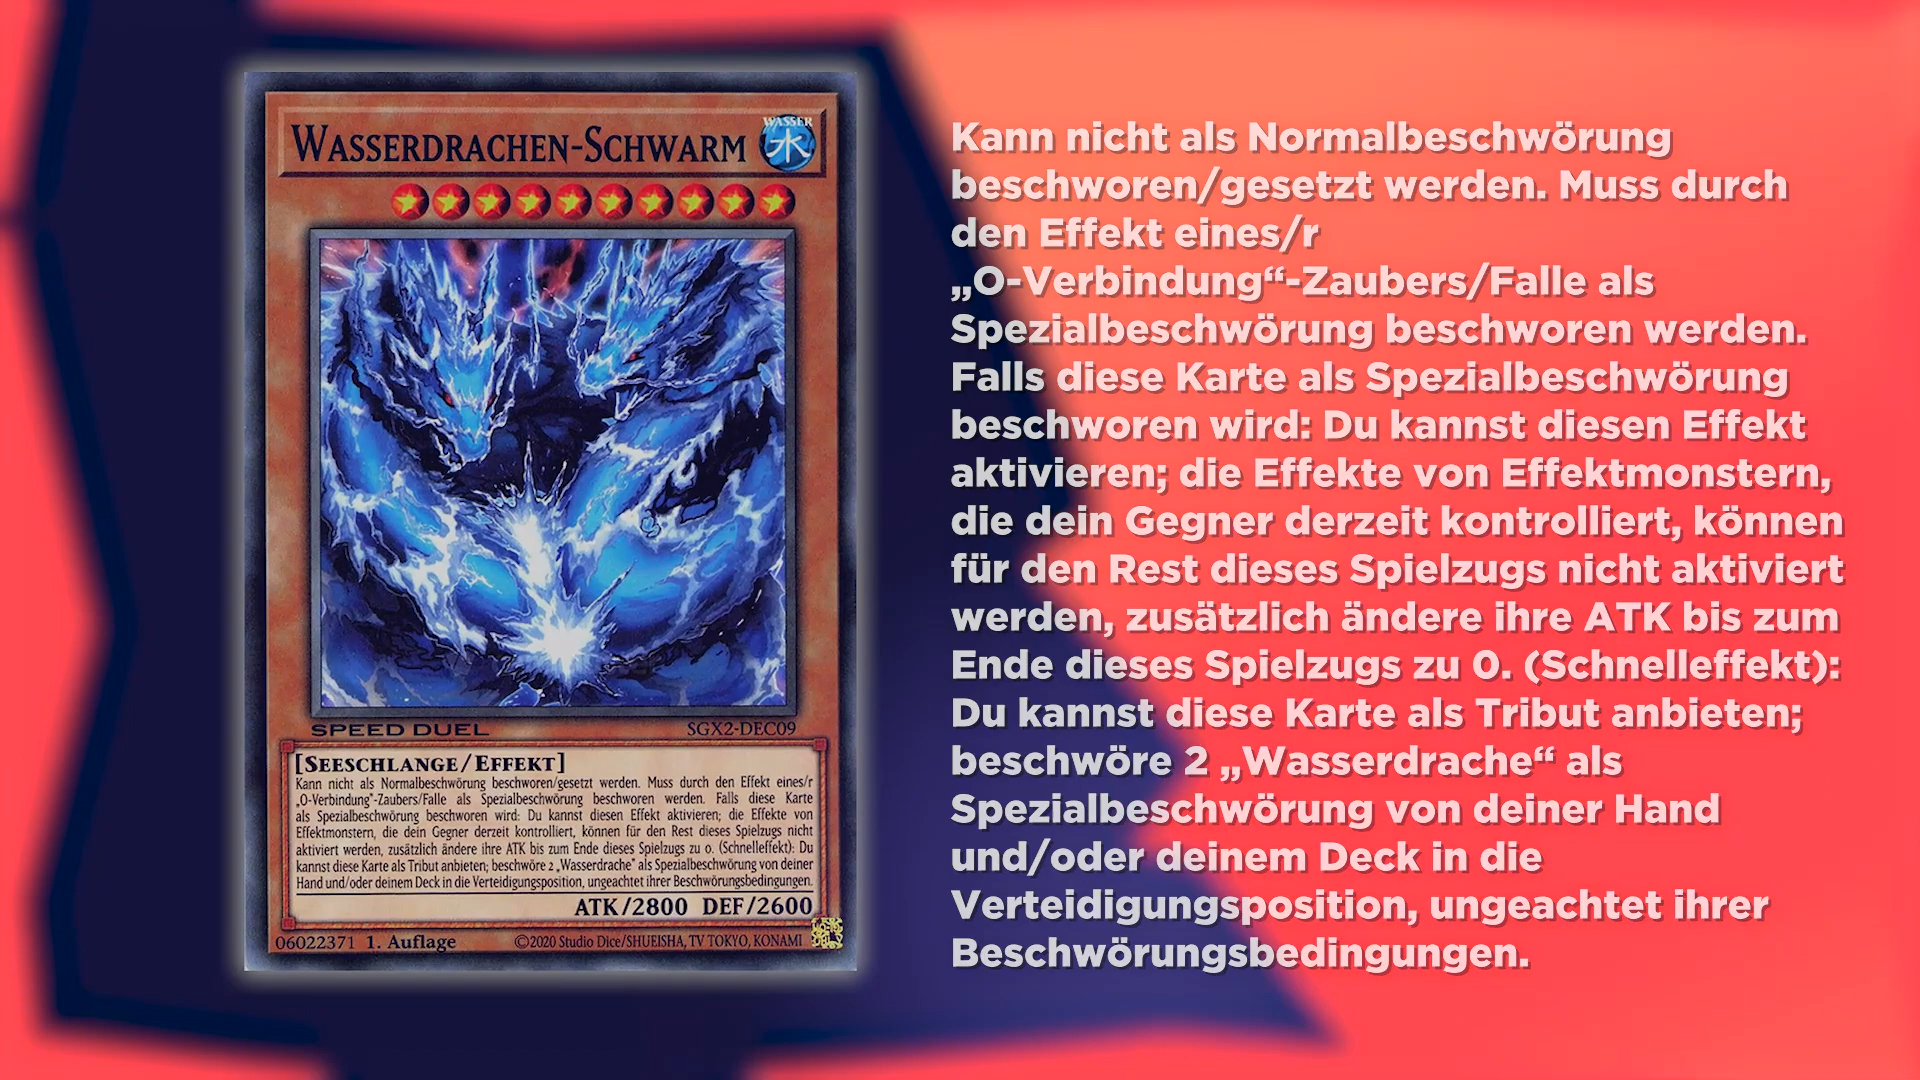 WASSERDRACHEN-SCHWARM
WASSER
水
SPEED DUEL
SGX2-DEC09
[SEESCHLANGE/EFFEKT]
Kann nicht als Normalbeschwörung beschworen/gesetzt werden. Muss durch den Effekt eines/r
„O-Verbindung“-Zaubers/Falle als Spezialbeschwörung beschworen werden. Falls diese Karte
als Spezialbeschwörung beschworen wird: Du kannst diesen Effekt aktivieren; die Effekte von
Effektmonstern, die dein Gegner derzeit kontrolliert, können für den Rest dieses Spielzugs nicht
aktiviert werden, zusätzlich ändere ihre ATK bis zum Ende dieses Spielzugs zu 0. (Schnelleffekt): Du
kannst diese Karte als Tribut anbieten; beschwöre 2 „Wasserdrache“ als Spezialbeschwörung von deiner
Hand und/oder deinem Deck in die Verteidigungsposition, ungeachtet ihrer Beschwörungsbedingungen.
ATK/2800 DEF/2600
06022371 1. Auflage
©2020 Studio Dice/SHUEISHA, TV TOKYO, KONAMI
Kann nicht als Normalbeschwörung
beschworen/gesetzt werden. Muss durch
den Effekt eines/r
„O-Verbindung“-Zaubers/Falle als
Spezialbeschwörung beschworen werden.
Falls diese Karte als Spezialbeschwörung
beschworen wird: Du kannst diesen Effekt
aktivieren; die Effekte von Effektmonstern,
die dein Gegner derzeit kontrolliert, können
für den Rest dieses Spielzugs nicht aktiviert
werden, zusätzlich ändere ihre ATK bis zum
Ende dieses Spielzugs zu 0. (Schnelleffekt):
Du kannst diese Karte als Tribut anbieten;
beschwöre 2 „Wasserdrache“ als
Spezialbeschwörung von deiner Hand
und/oder deinem Deck in die
Verteidigungsposition, ungeachtet ihrer
Beschwörungsbedingungen.